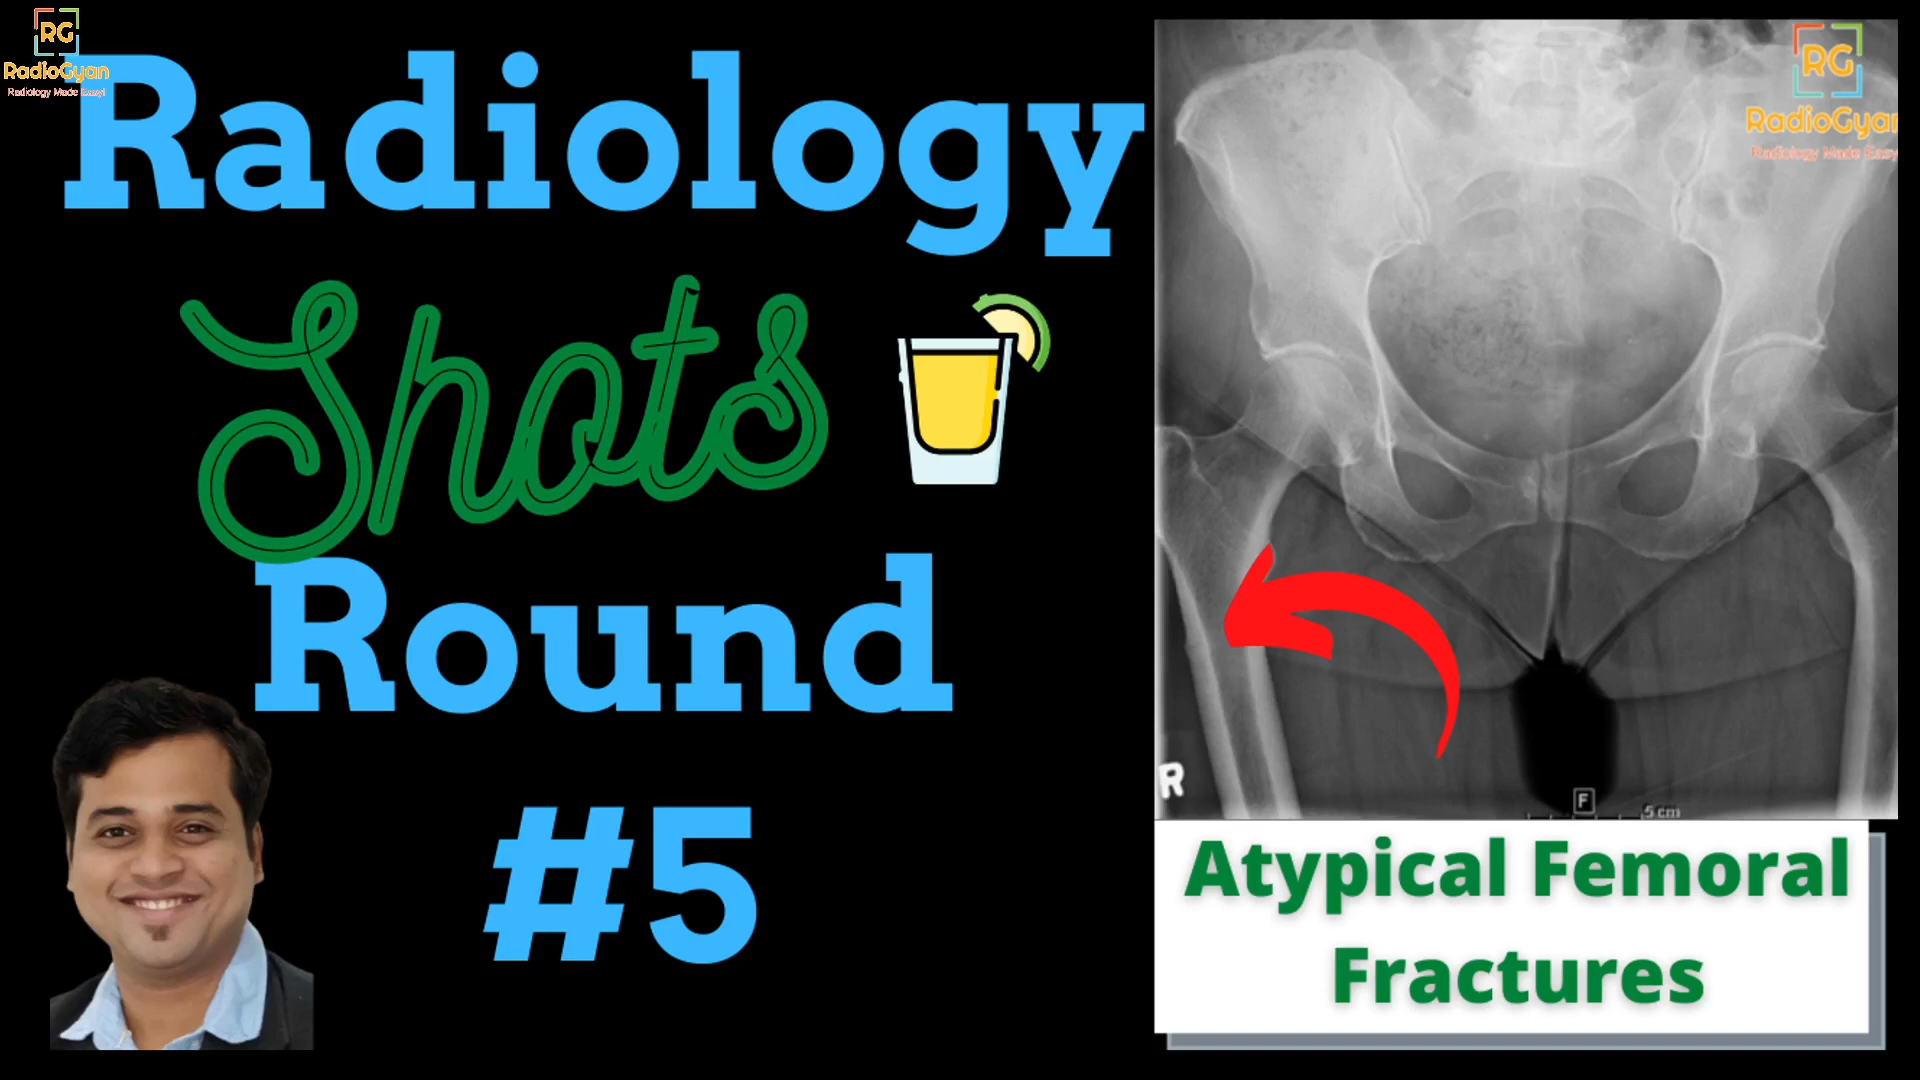 RG
RadioGyan
Radiology Made Easy!
Radiology
Shots
Round
#5
RG
RadioGyan
Radiology Made Easy
R
F
5 cm
Atypical Femoral
Fractures